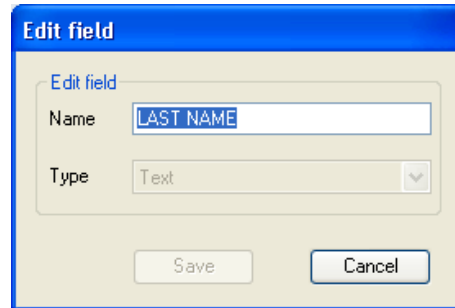 Edit field
Edit field
Name LAST NAME
Type Text
Save Cancel